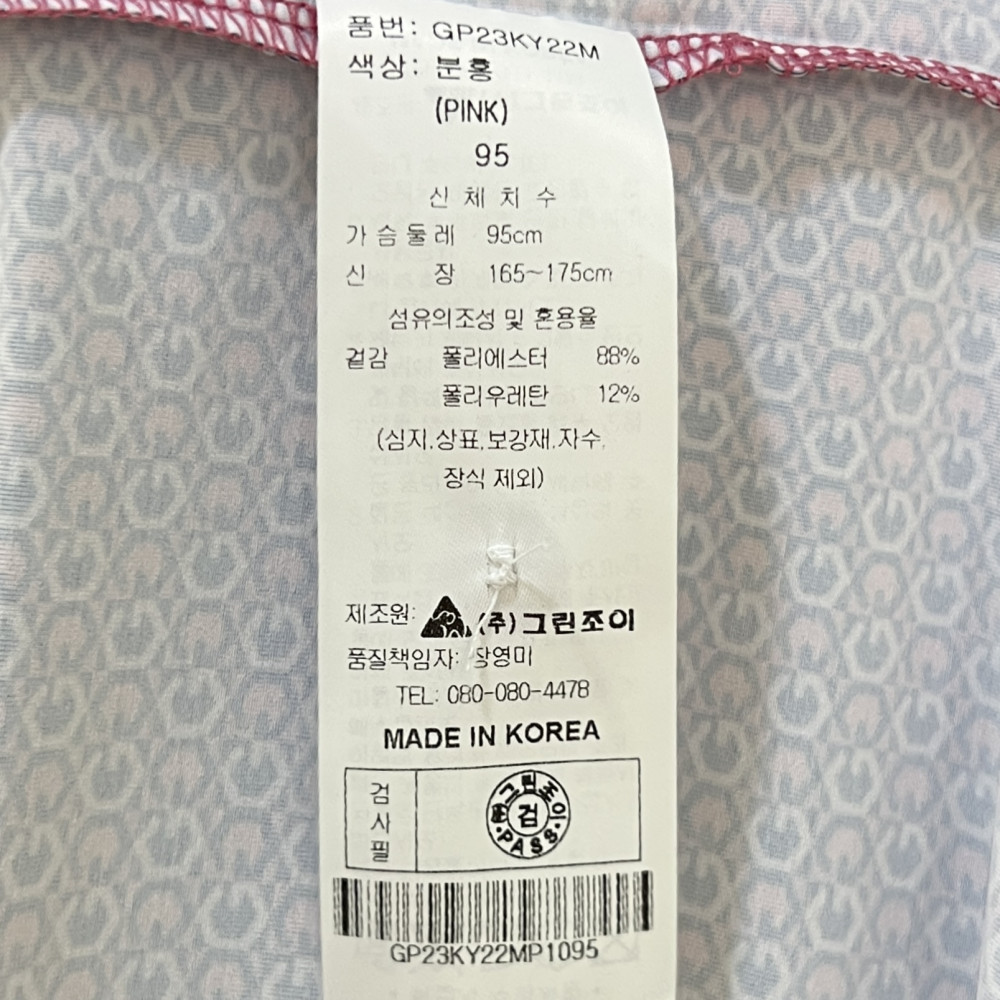 품번: GP23KY22M
색상: 분홍
(PINK)
95
신 체 치 수
가슴둘레 95cm
신 장 165~175cm
섬유의조성 및 혼용율
겉감 폴리에스터 88%
폴리우레탄 12%
(심지.상표.보강재.자수.
장식 제외)
제조원: (주)그린조이
품질책임자: 장영미
TEL: 080-080-4478
MADE IN KOREA
검사필
그린조이
검
PASS
GP23KY22MP1095